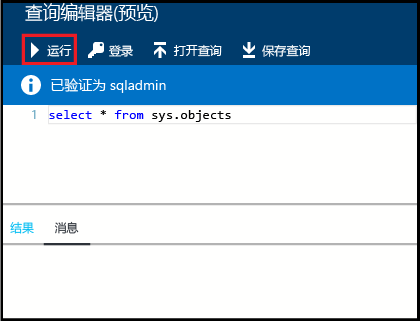 查询编辑器(预览)
运行 登录 打开查询 保存查询
已验证为 sqladmin
1 select * from sys.objects
结果 消息